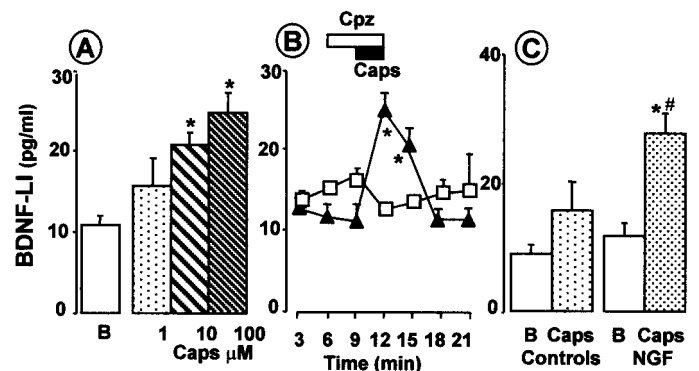 A
BDNF-LI (pg/ml)
30
20
10
0
*
*
B
1 10 100
Caps µM
B
Cpz
Caps
30
20
10
0
*
*
3 6 9 12 15 18 21
Time (min)
C
40
20
0
*#
B Caps B Caps
Controls NGF